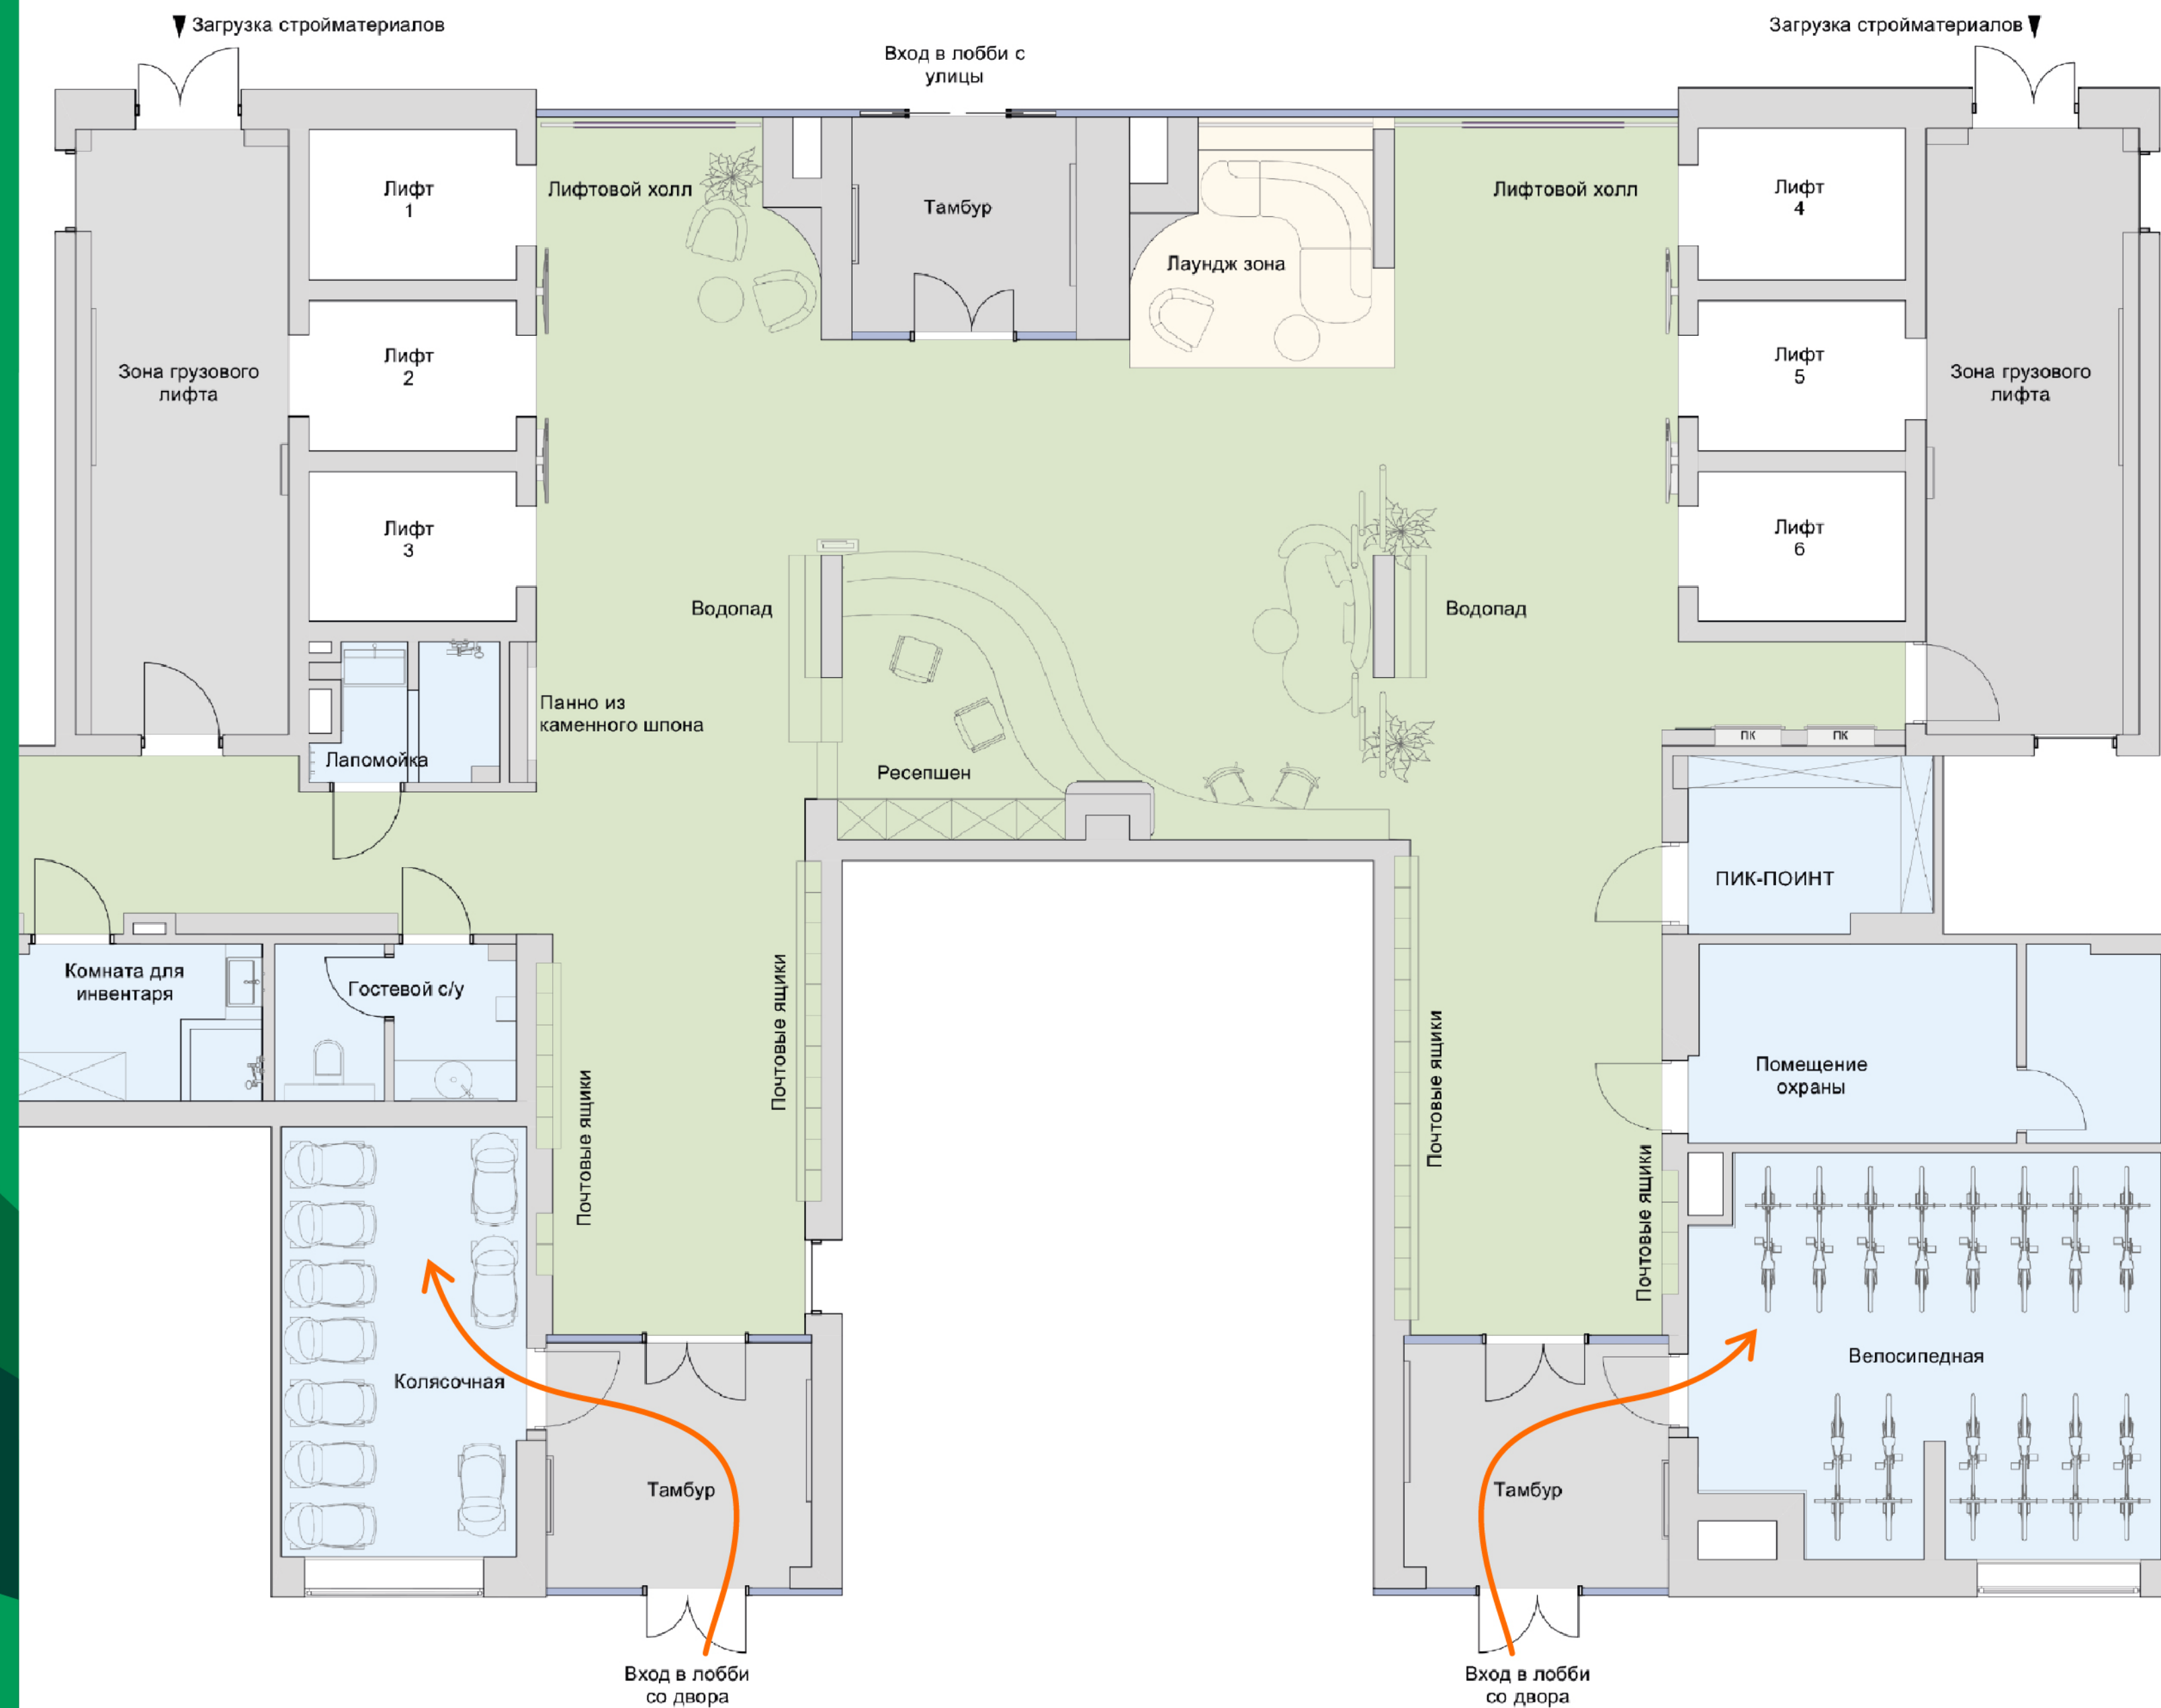 Загрузка стройматериалов
Загрузка стройматериалов
Вход в лобби с
улицы
Лифт
1
Лифтовой холл
Тамбур
Лифтовой холл
Лифт
4
Лаундж зона
Зона грузового
лифта
Лифт
2
Лифт
5
Зона грузового
лифта
Лифт
3
Лифт
6
Водопад
Водопад
Панно из
каменного шпона
Лапомойка
Ресепшен
ПК
ПК
ПИК-ПОИНТ
Комната для
инвентаря
Гостевой с/у
Почтовые ящики
Почтовые ящики
Почтовые ящики
Почтовые ящики
Помещение
охраны
Колясочная
Велосипедная
Тамбур
Тамбур
Вход в лобби
со двора
Вход в лобби
со двора